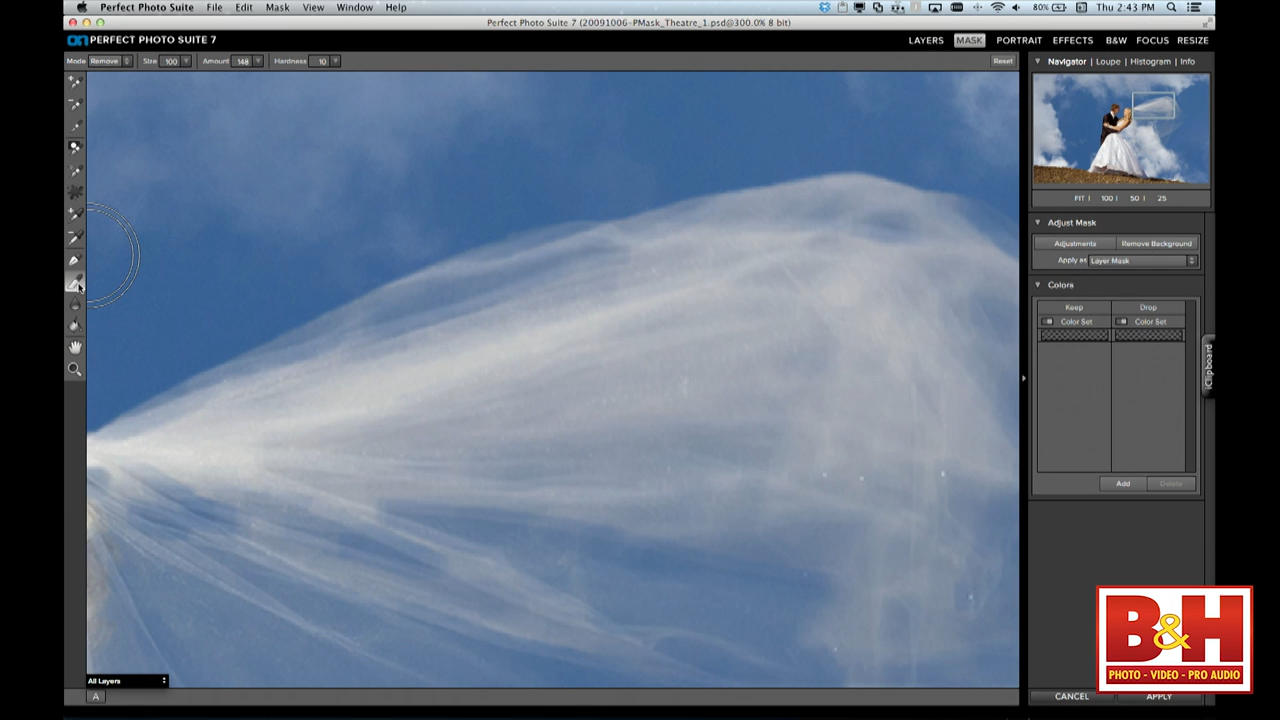 Perfect Photo Suite File Edit Mask View Window Help 80% Thu 2:43 PM
Perfect Photo Suite 7 (20091006-PMask_Theatre_1.psd@300.0% 8 bit)
on PERFECT PHOTO SUITE 7 LAYERS MASK PORTRAIT EFFECTS B&W FOCUS RESIZE
Mode Remove Size 100 Amount 148 Hardness 10 Reset
Navigator | Loupe | Histogram | Info
FIT | 100 | 50 | 25
Adjust Mask
Adjustments Remove Background
Apply as Layer Mask
Colors
Keep Drop
Color Set Color Set
iClipboard
Add Delete
B&H
PHOTO - VIDEO - PRO AUDIO
All Layers
A CANCEL APPLY